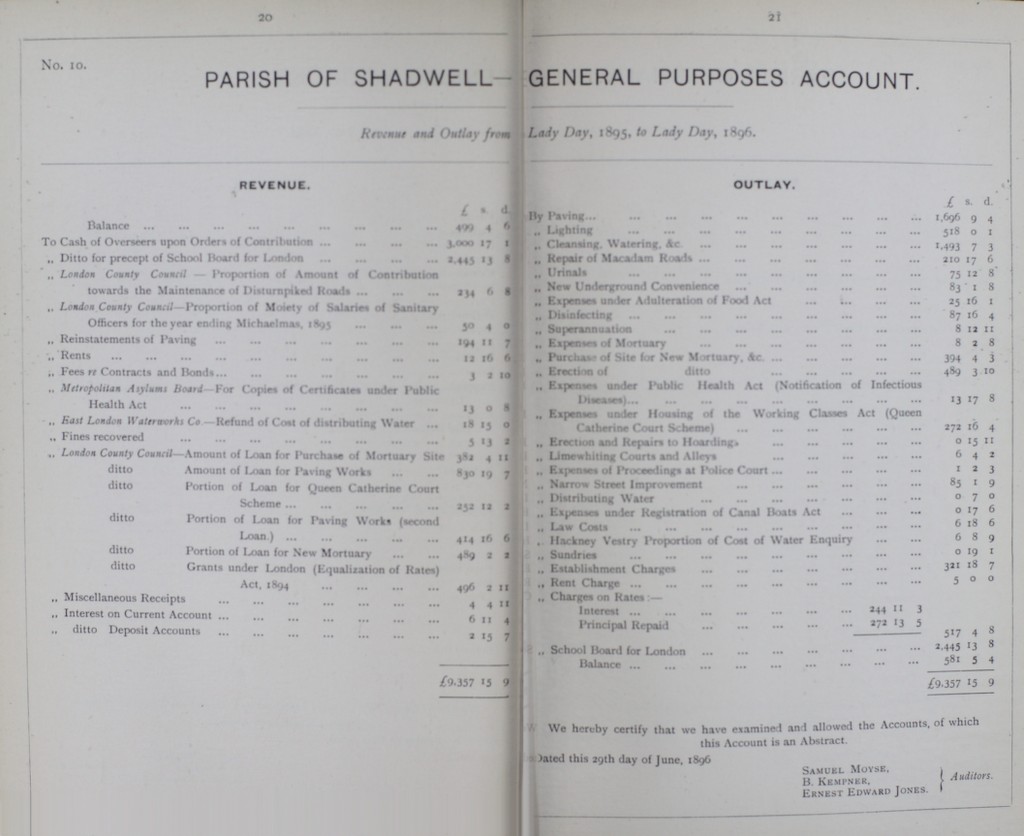 20
No. 10.
PARISH OF SHADWELL—
Revenue and Outlay from
REVENUE.
£ s. d.
Balance ... 499 4 6
To Cash of Overseers upon Orders of Contribution ... 3,000 17 1
„ Ditto for precept of School Board for London ... 2,445 13 8
„ London County Council — Proportion of Amount of Contribution
towards the Maintenance of Disturnpiked Roads ... 234 6 8
„ London County Council—Proportion of Moiety of Salaries of Sanitary
Officers for the year ending Michaelmas, 1895 ... 50 4 0
„ Reinstatements of Paving ... 194 11 7
„ Rents ... 12 16 6
„ Fees re Contracts and Bonds ... 3 2 10
„ Metropolitan Asylums Board—For Copies of Certificates under Public
Health Act ... 13 0 8
„ East London Waterworks Co—Refund of Cost of distributing Water ... 18 15 0
„ Fines recovered ... 5 13 2
„ London County Council—Amount of Loan for Purchase of Mortuary Site 382 4 11
ditto Amount of Loan for Paving Works ... 830 19 7
ditto Portion of Loan for Queen Catherine Court
Scheme ... 252 12 2
ditto Portion of Loan for Paving Works (second
Loan.) ... 414 16 6
ditto Portion of Loan for New Mortuary ... 489 2 2
ditto Grants under London (Equalization of Rates)
Act, 1894 ... 496 2 11
„ Miscellaneous Receipts ... 4 4 11
„ Interest on Current Account ... 6 11 4
„ ditto Deposit Accounts ... 2 15 7
£9,357 15 9
21
GENERAL PURPOSES ACCOUNT.
Lady Day, 1895, to Lady Day, 1896.
OUTLAY.
£ s. d.
By Paving ... 1,696 9 4
„ Lighting ... 518 0 1
„ Cleansing, Watering, &c. ... 1,493 7 3
„ Repair of Macadam Roads ... 210 17 6
„ Urinals ... 75 12 8
„ New Underground Convenience ... 83 1 8
„ Expenses under Adulteration of Food Act ... 25 16 1
„ Disinfecting ... 87 16 4
„ Superannuation ... 8 12 11
„ Expenses of Mortuary ... 8 2 8
„ Purchase of Site for New Mortuary, &c. ... 394 4 3
„ Erection of ditto ... 489 3 10
„ Expenses under Public Health Act (Notification of Infectious
Diseases) ... 13 17 8
„ Expenses under Housing of the Working Classes Act (Queen
Catherine Court Scheme) ... 272 16 4
„ Erection and Repairs to Hoardings ... 0 15 11
„ Limewhiting Courts and Alleys ... 6 4 2
„ Expenses of Proceedings at Police Court ... 1 2 3
„ Narrow Street Improvement ... 85 1 9
„ Distributing Water ... 0 7 0
„ Expenses under Registration of Canal Boats Act ... 0 17 6
„ Law Costs ... 6 18 6
„ Hackney Vestry Proportion of Cost of Water Enquiry ... 6 8 9
„ Sundries ... 0 19 1
„ Establishment Charges ... 321 18 7
„ Rent Charge ... 5 0 0
„ Charges on Rates :—
Interest ... 244 11 3
Principal Repaid ... 272 13 5
517 4 8
„ School Board for London ... 2,445 13 8
Balance ... 581 5 4
£9,357 15 9
We hereby certify that we have examined and allowed the Accounts, of which
this Account is an Abstract.
Dated this 29th day of June, 1896
SAMUEL MOYSE,
B. KEMPNER,
ERNEST EDWARD JONES.
Auditors.